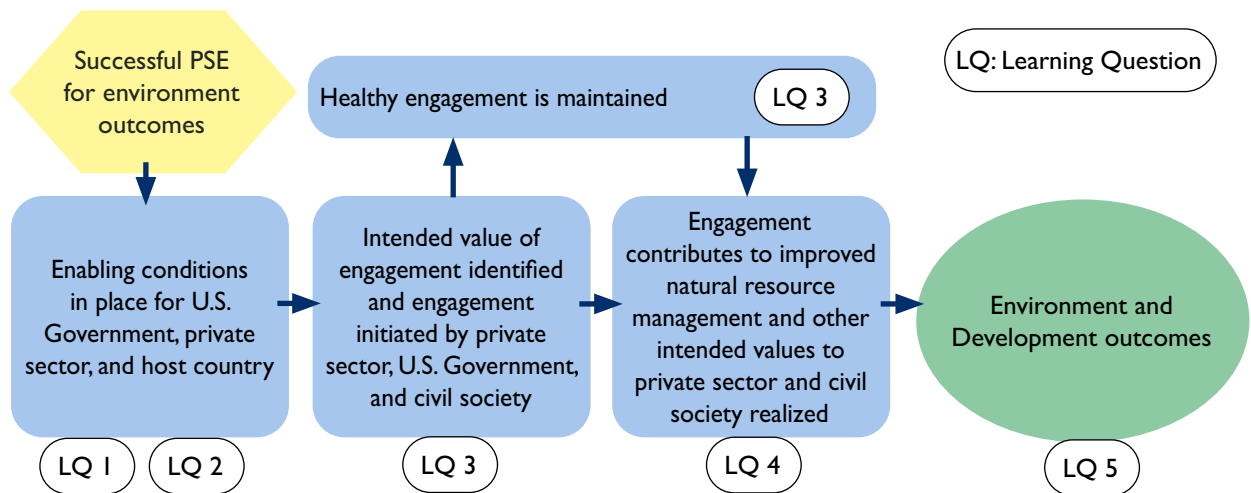 Successful PSE
for environment
outcomes
Healthy engagement is maintained
LQ 3
LQ: Learning Question
Enabling conditions
in place for U.S.
Government, private
sector, and host country
Intended value of
engagement identified
and engagement
initiated by private
sector, U.S. Government,
and civil society
Engagement
contributes to improved
natural resource
management and other
intended values to
private sector and civil
society realized
Environment and
Development outcomes
LQ 1
LQ 2
LQ 3
LQ 4
LQ 5